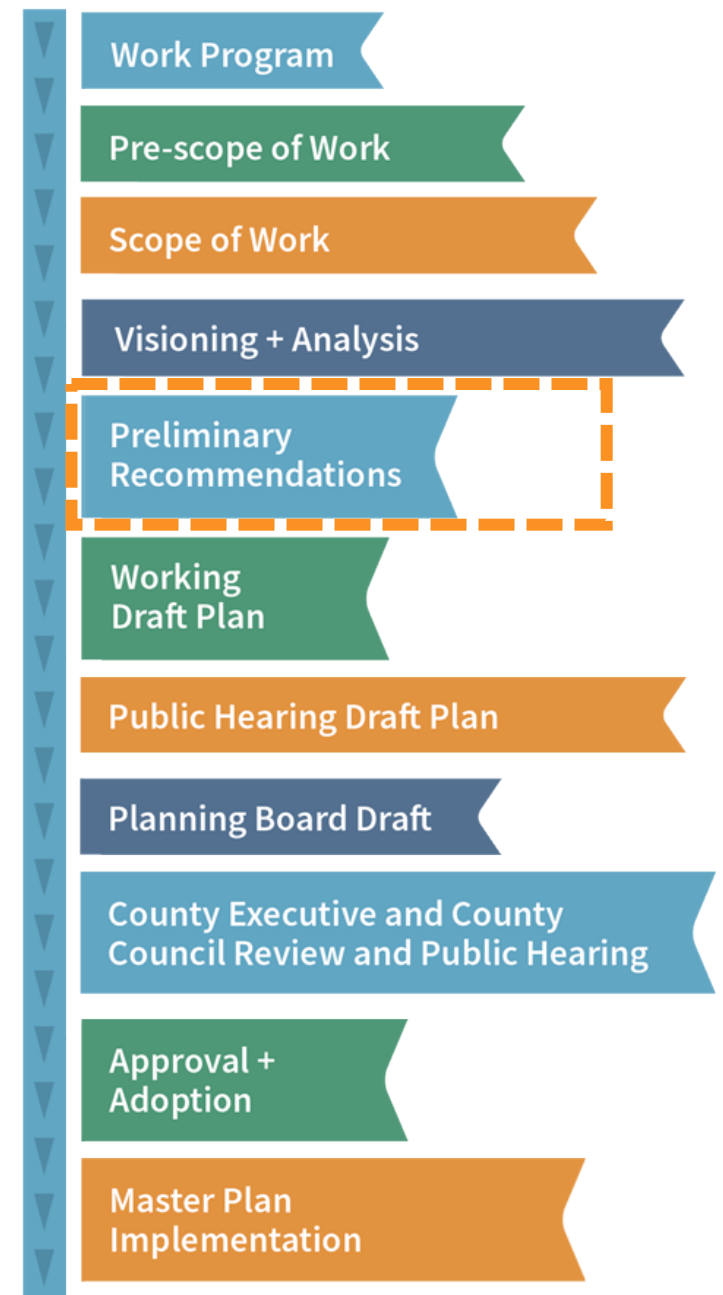 Work Program
Pre-scope of Work
Scope of Work
Visioning + Analysis
Preliminary
Recommendations
Working
Draft Plan
Public Hearing Draft Plan
Planning Board Draft
County Executive and County
Council Review and Public Hearing
Approval +
Adoption
Master Plan
Implementation